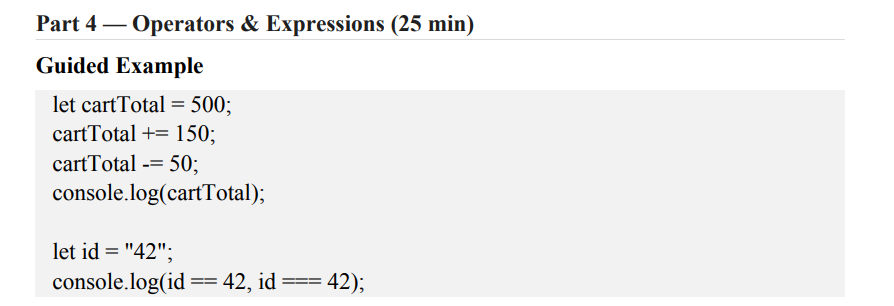 Part 4 — Operators & Expressions (25 min)
Guided Example
let cartTotal = 500;
cartTotal += 150;
cartTotal -= 50;
console.log(cartTotal);
let id = "42";
console.log(id == 42, id === 42);